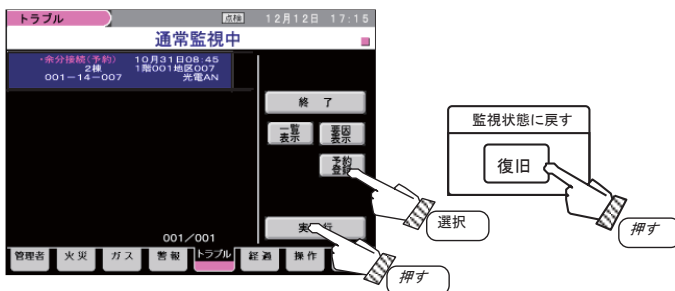 トラブル 点検 12月12日 17:15
通常監視中
・余分接続(予約) 10月31日08:45
2棟 1階001地区007
001-14-007 光電AN
終 了
一覧表示 要因表示
予約登録
実 行
001/001
管理者 火災 ガス 警報 トラブル 経過 操作
選択
押す
監視状態に戻す
復旧
押す